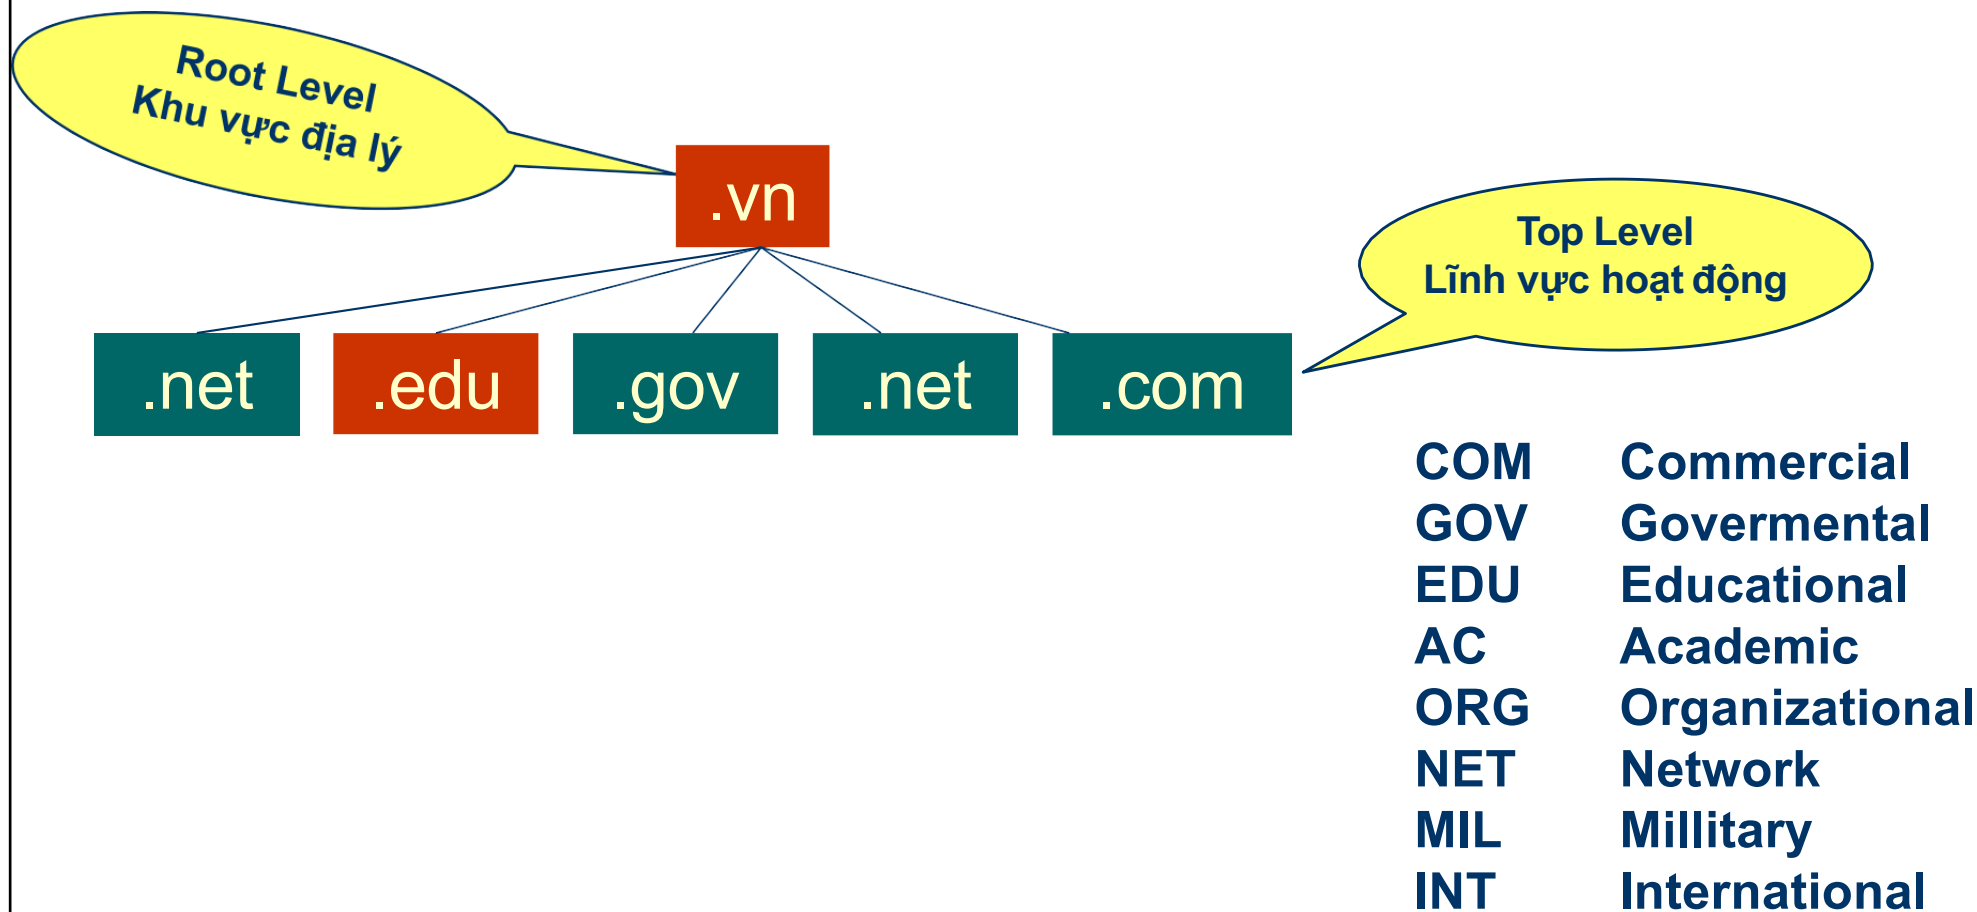 Root Level
Khu vực địa lý
.vn
Top Level
Lĩnh vực hoạt động
.net .edu .gov .net .com
COM Commercial
GOV Govermental
EDU Educational
AC Academic
ORG Organizational
NET Network
MIL Millitary
INT International